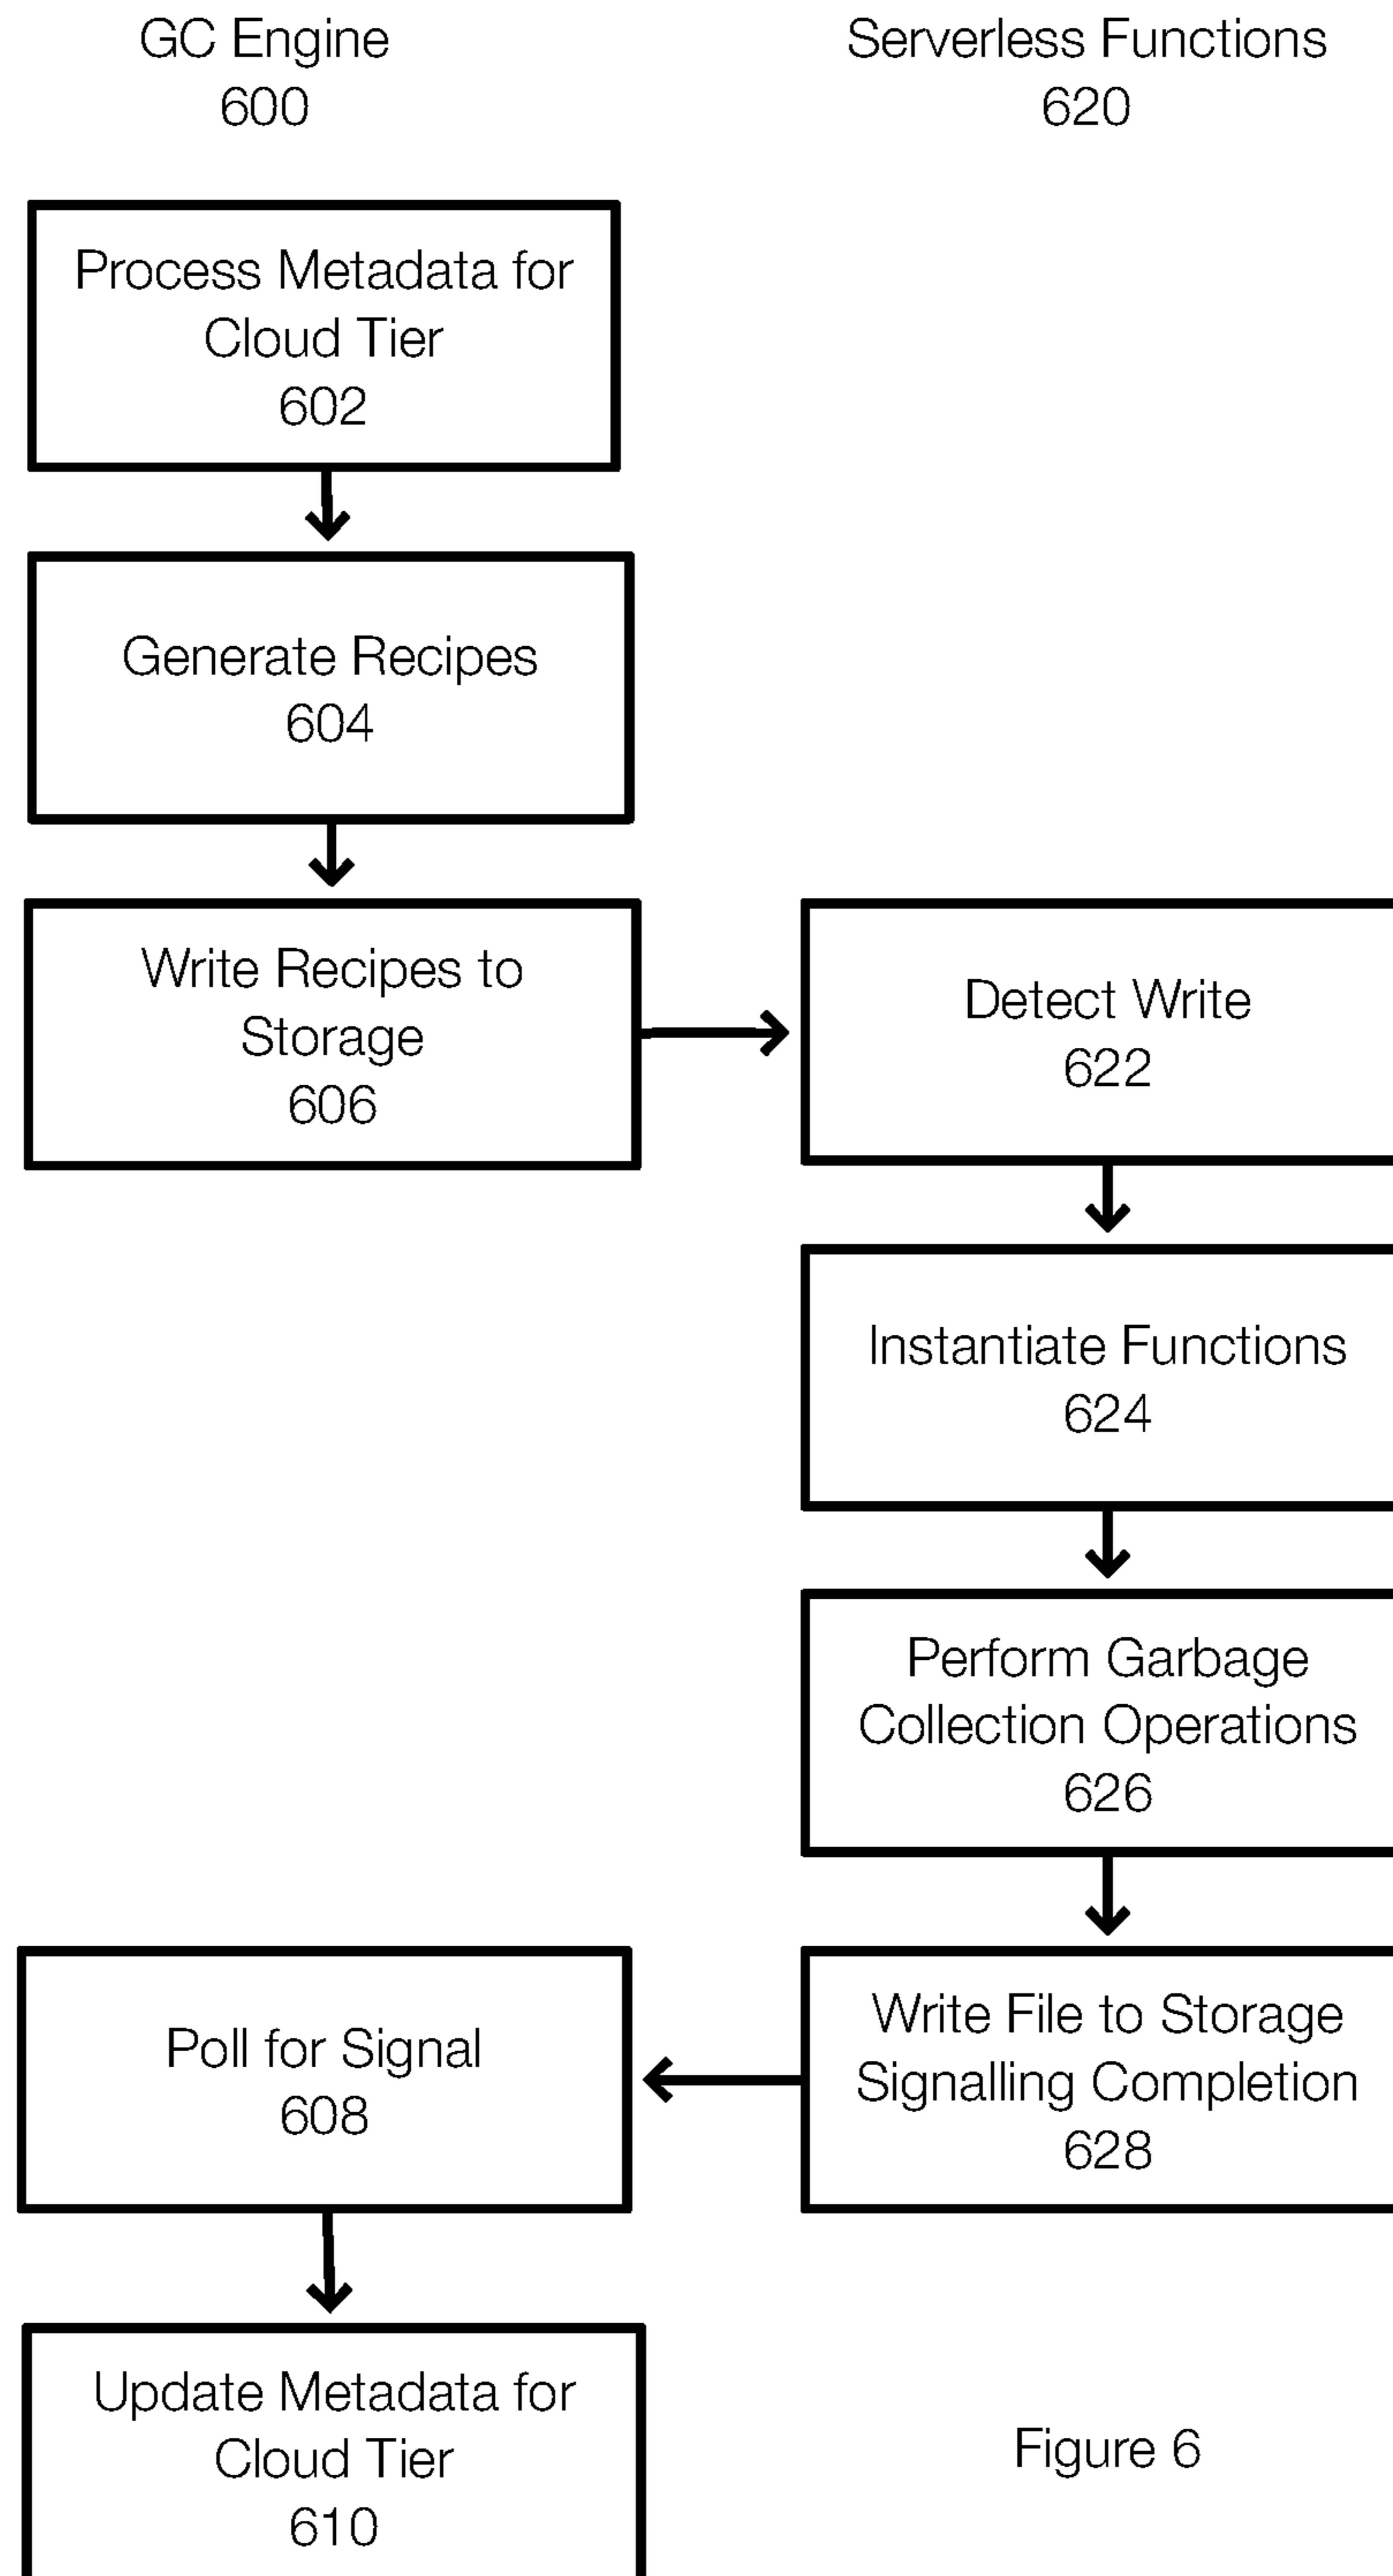 GC Engine
600
Serverless Functions
620
Process Metadata for
Cloud Tier
602
Generate Recipes
604
Write Recipes to
Storage
606
Detect Write
622
Instantiate Functions
624
Perform Garbage
Collection Operations
626
Write File to Storage
Signalling Completion
628
Poll for Signal
608
Update Metadata for
Cloud Tier
610
Figure 6